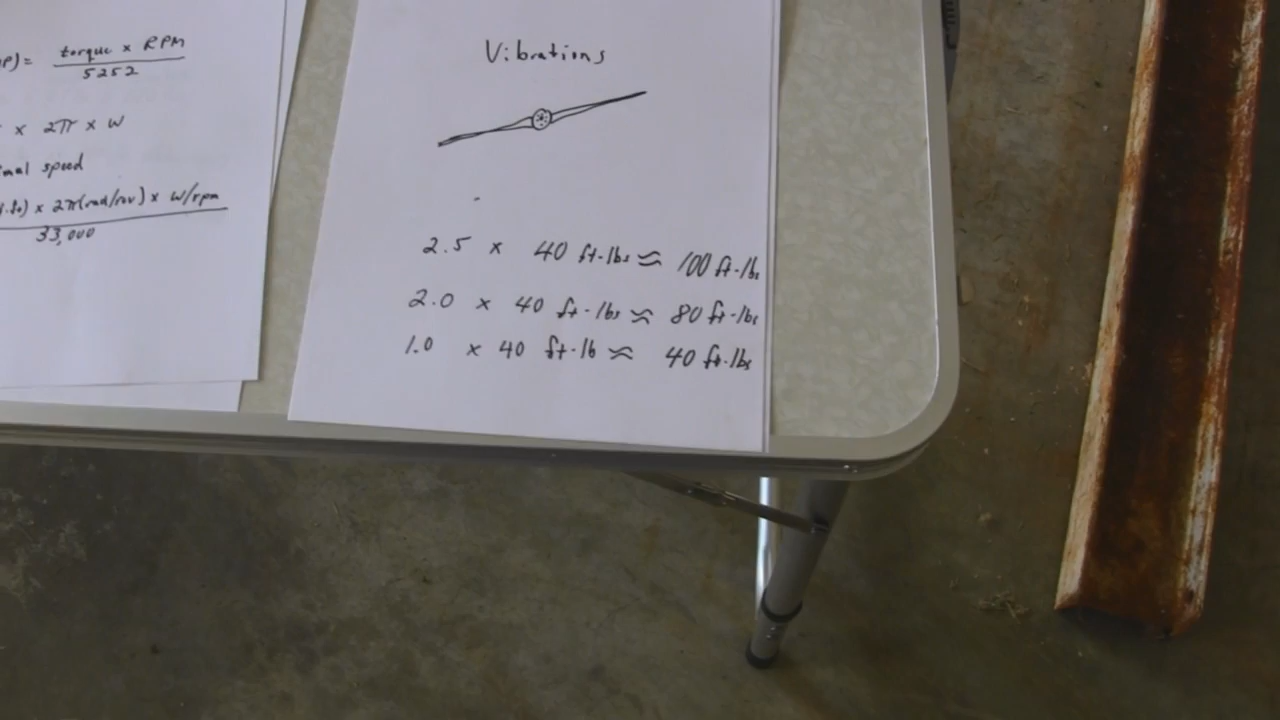 P) = torque x RPM
5252
x 2π x W
mal speed
x 2π(rad/rev) x W/rpm
33,000
Vibrations
2.5 x 40 ft-lbs ≈ 100 ft-lbs
2.0 x 40 ft-lbs ≈ 80 ft-lbs
1.0 x 40 ft-lb ≈ 40 ft-lbs